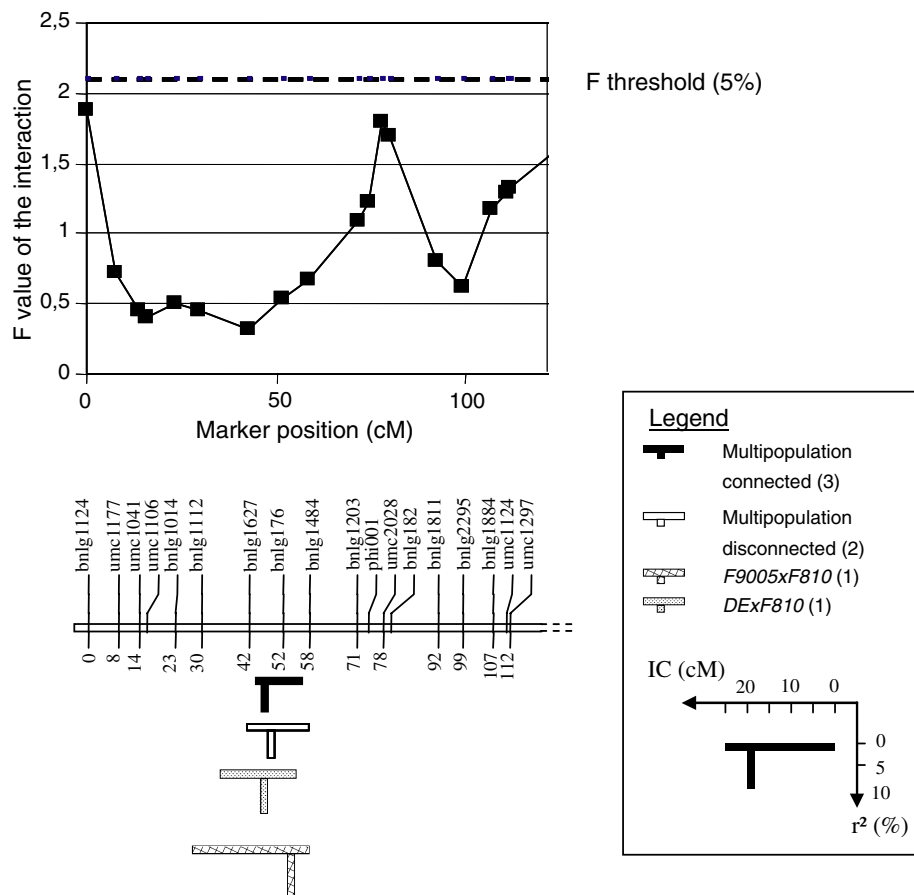 2,5
2
1,5
1
0,5
0
F value of the interaction
F threshold (5%)
0
50
100
Marker position (cM)
bnlg1124
umc1177
umc1041
umc1106
bnlg1014
bnlg1112
bnlg1627
bnlg176
bnlg1484
bnlg1203
phi001
umc2028
bnlg182
bnlg1811
bnlg2295
bnlg1884
umc1124
umc1297
0
8
14
23
30
42
52
58
71
78
92
99
107
112
Legend
Multipopulation
connected (3)
Multipopulation
disconnected (2)
F9005xF810 (1)
DExF810 (1)
IC (cM)
20
10
0
0
5
10
r² (%)